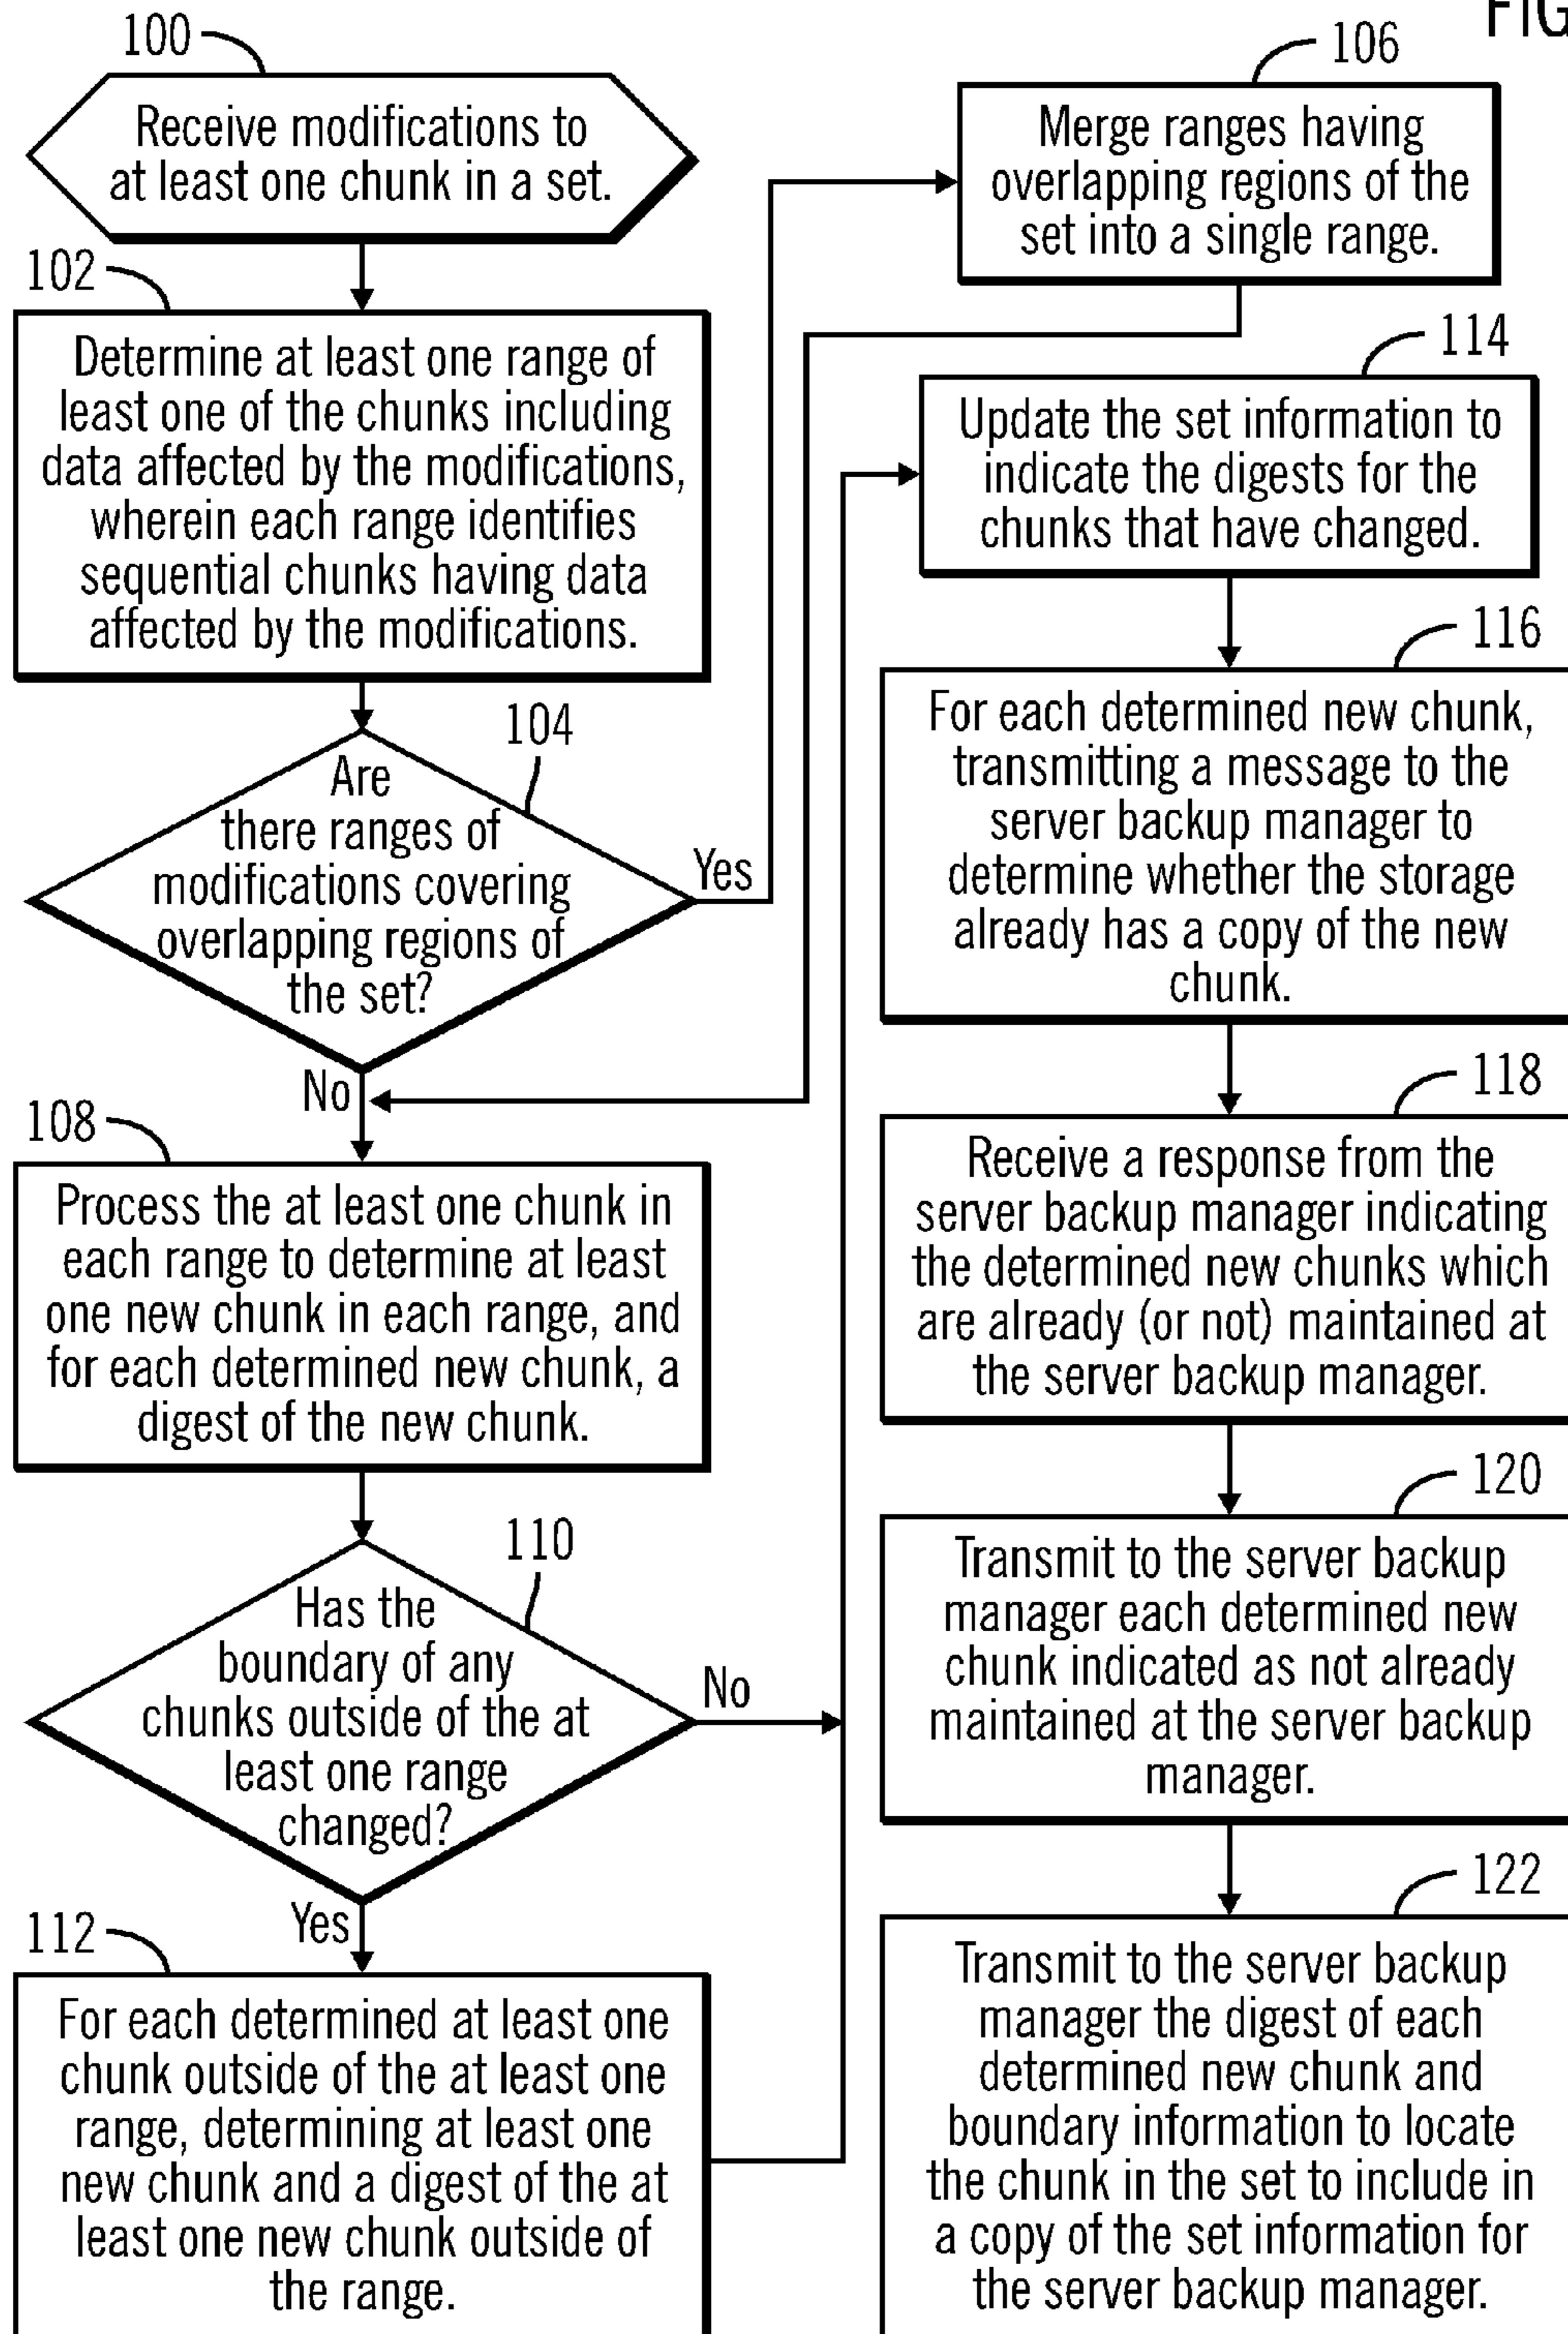 FIG
100
Receive modifications to
at least one chunk in a set.
102
Determine at least one range of
least one of the chunks including
data affected by the modifications,
wherein each range identifies
sequential chunks having data
affected by the modifications.
104
Are
there ranges of
modifications covering
overlapping regions of
the set?
Yes
No
106
Merge ranges having
overlapping regions of the
set into a single range.
108
Process the at least one chunk in
each range to determine at least
one new chunk in each range, and
for each determined new chunk, a
digest of the new chunk.
110
Has the
boundary of any
chunks outside of the at
least one range
changed?
No
Yes
112
For each determined at least one
chunk outside of the at least one
range, determining at least one
new chunk and a digest of the at
least one new chunk outside of
the range.
114
Update the set information to
indicate the digests for the
chunks that have changed.
116
For each determined new chunk,
transmitting a message to the
server backup manager to
determine whether the storage
already has a copy of the new
chunk.
118
Receive a response from the
server backup manager indicating
the determined new chunks which
are already (or not) maintained at
the server backup manager.
120
Transmit to the server backup
manager each determined new
chunk indicated as not already
maintained at the server backup
manager.
122
Transmit to the server backup
manager the digest of each
determined new chunk and
boundary information to locate
the chunk in the set to include in
a copy of the set information for
the server backup manager.